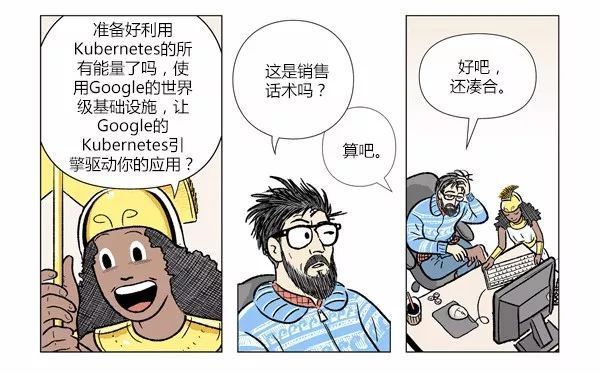 准备好利用
Kubernetes的所
有能量了吗，使
用Google的世界
级基础设施，让
Google的
Kubernetes引
擎驱动你的应用？
这是销售
话术吗？
算吧。
好吧，
还凑合。